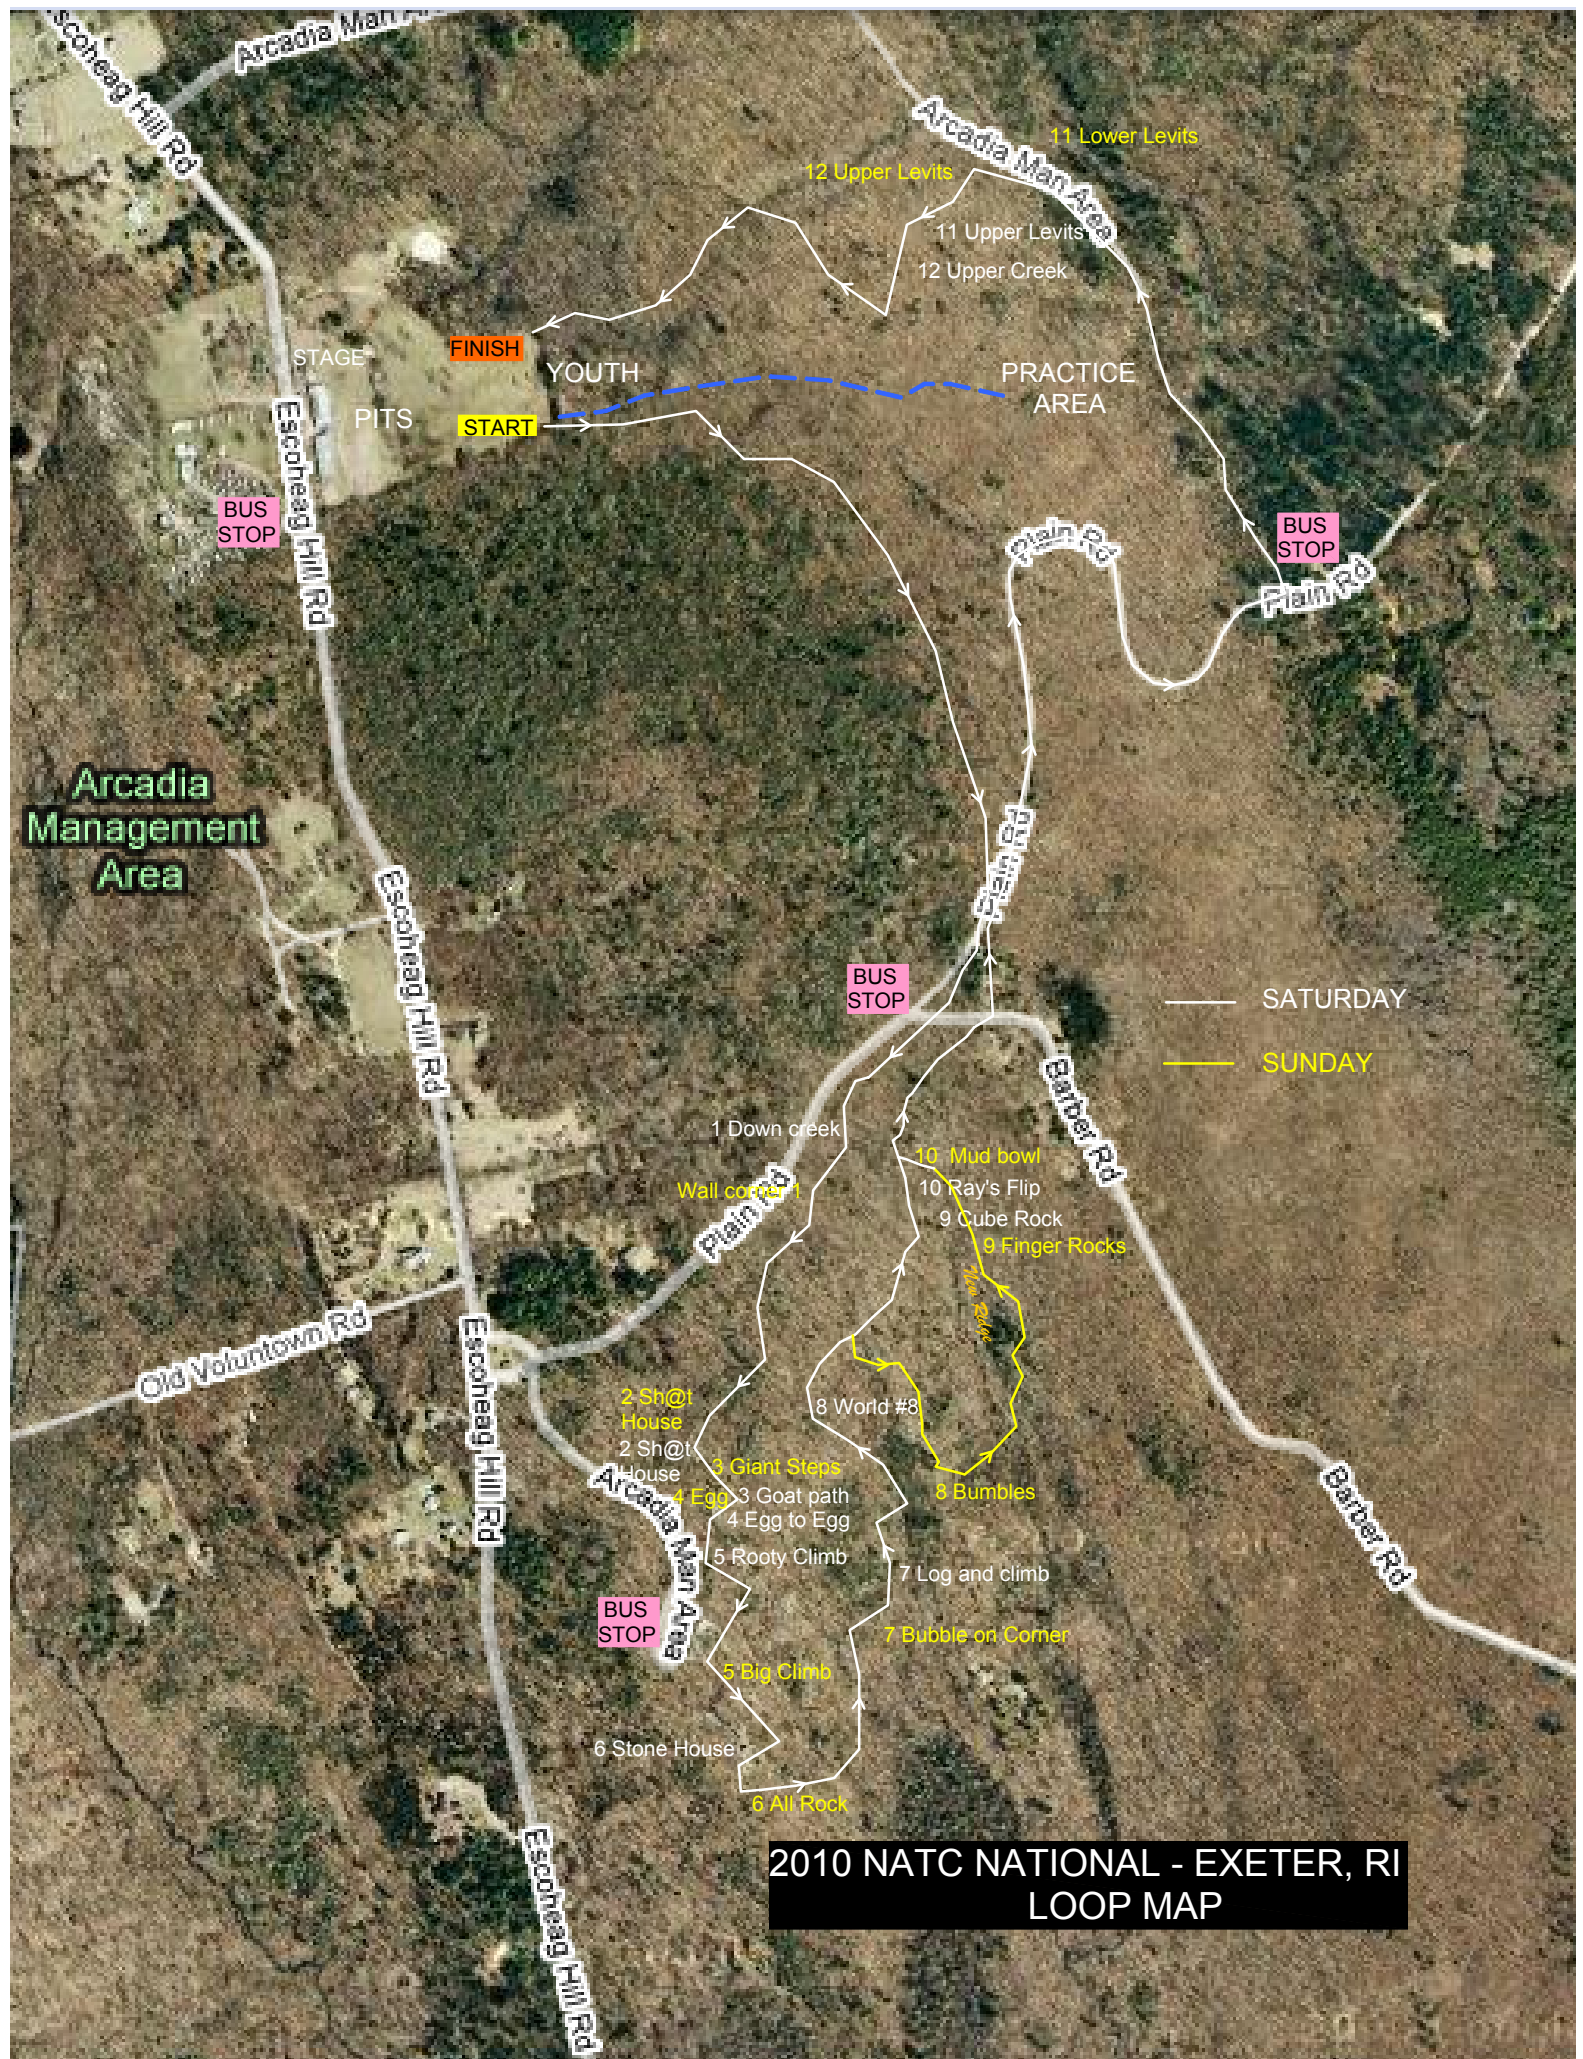 Escoheag Hill Rd
Arcadia Man Area
Arcadia Man Area
11 Lower Levits
12 Upper Levits
11 Upper Levits
12 Upper Creek
STAGE
FINISH
YOUTH
PRACTICE
AREA
PITS
START
Escoheag Hill Rd
BUS
STOP
BUS
STOP
Plain Rd
Plain Rd
Arcadia
Management
Area
Plain Rd
Escoheag Hill Rd
BUS
STOP
SATURDAY
SUNDAY
Barber Rd
1 Down creek
10 Mud bowl
Wall corner 1
10 Ray's Flip
9 Cube Rock
Plain Rd
9 Finger Rocks
New Ridge
Old Voluntown Rd
Escoheag Hill Rd
2 Sh@t
House
8 World #8
2 Sh@t
House
3 Giant Steps
4 Egg
3 Goat path
8 Bumbles
4 Egg to Egg
Arcadia Man Area
Barber Rd
5 Rooty Climb
7 Log and climb
BUS
STOP
7 Bubble on Corner
5 Big Climb
6 Stone House
6 All Rock
Escoheag Hill Rd
2010 NATC NATIONAL - EXETER, RI
LOOP MAP